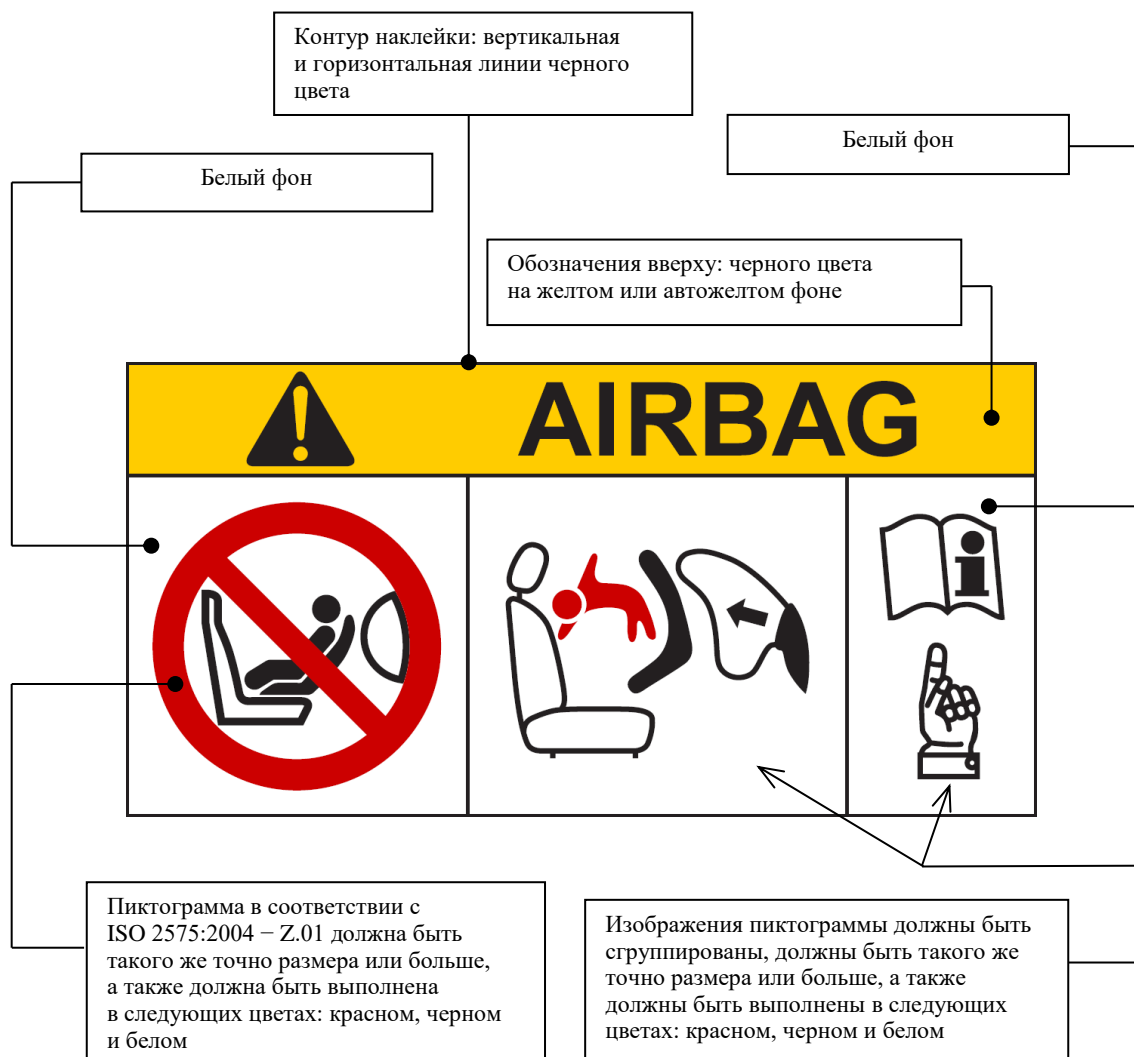 Контур наклейки: вертикальная
и горизонтальная линии черного
цвета
Белый фон
Белый фон
Обозначения вверху: черного цвета
на желтом или автожелтом фоне
AIRBAG
Пиктограмма в соответствии с
ISO 2575:2004 − Z.01 должна быть
такого же точно размера или больше,
а также должна быть выполнена
в следующих цветах: красном, черном
и белом
Изображения пиктограммы должны быть
сгруппированы, должны быть такого же
точно размера или больше, а также
должны быть выполнены в следующих
цветах: красном, черном и белом